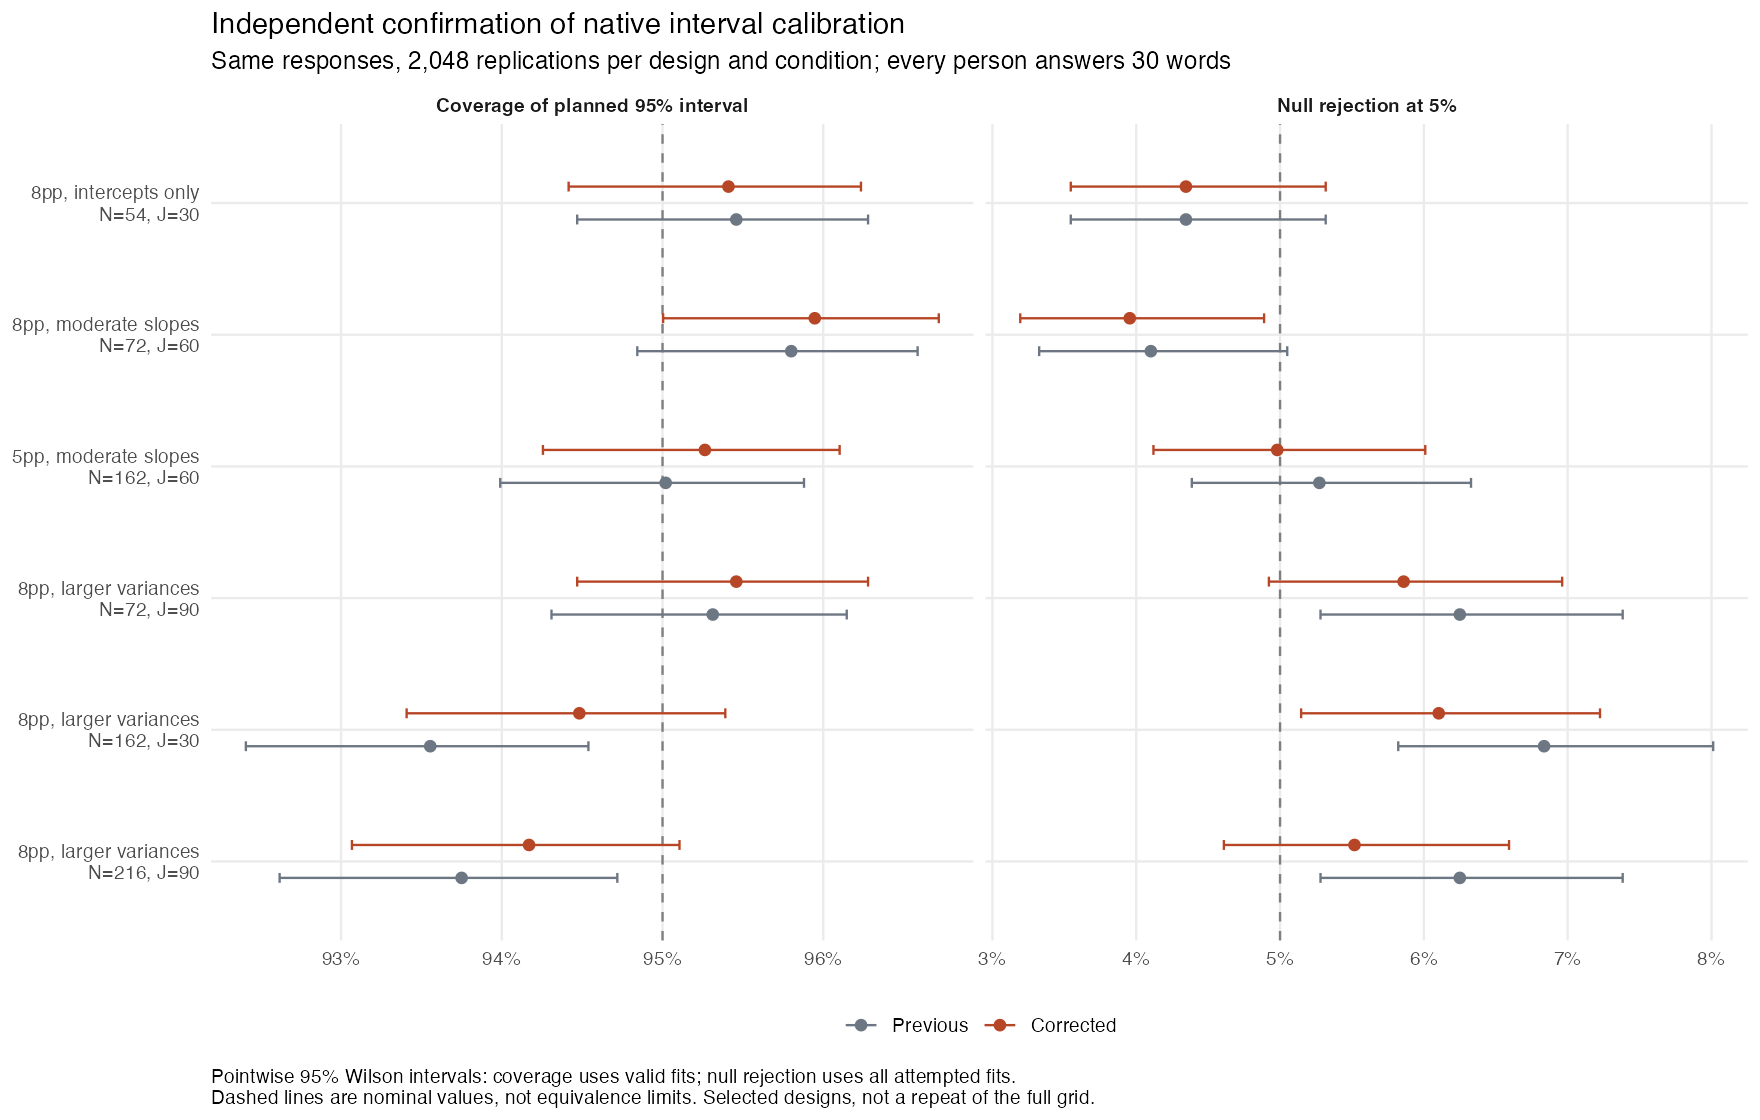 Independent confirmation of native interval calibration
Same responses, 2,048 replications per design and condition; every person answers 30 words
Coverage of planned 95% interval
Null rejection at 5%
8pp, intercepts only
N=54, J=30
8pp, moderate slopes
N=72, J=60
5pp, moderate slopes
N=162, J=60
8pp, larger variances
N=72, J=90
8pp, larger variances
N=162, J=30
8pp, larger variances
N=216, J=90
93% 94% 95% 96%
3% 4% 5% 6% 7% 8%
Previous Corrected
Pointwise 95% Wilson intervals: coverage uses valid fits; null rejection uses all attempted fits.
Dashed lines are nominal values, not equivalence limits. Selected designs, not a repeat of the full grid.